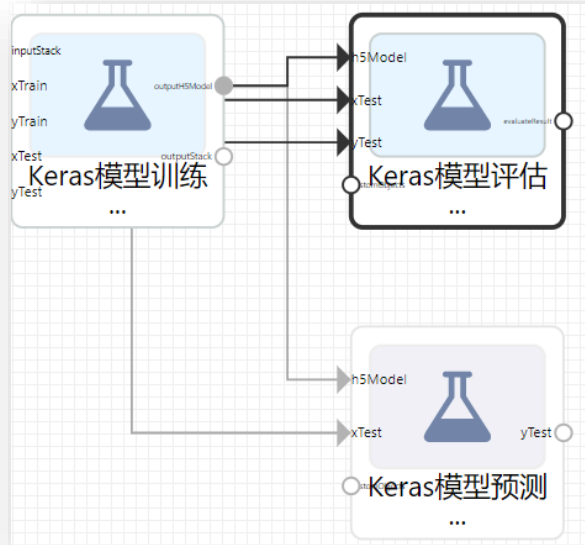 inputStack
xTrain
outputH5Model
yTrain
xTest
outputStack
Keras模型训练
yTest
...
h5Model
xTest
evaluateResult
yTest
Keras模型评估
...
h5Model
xTest
yTest
Keras模型预测
...